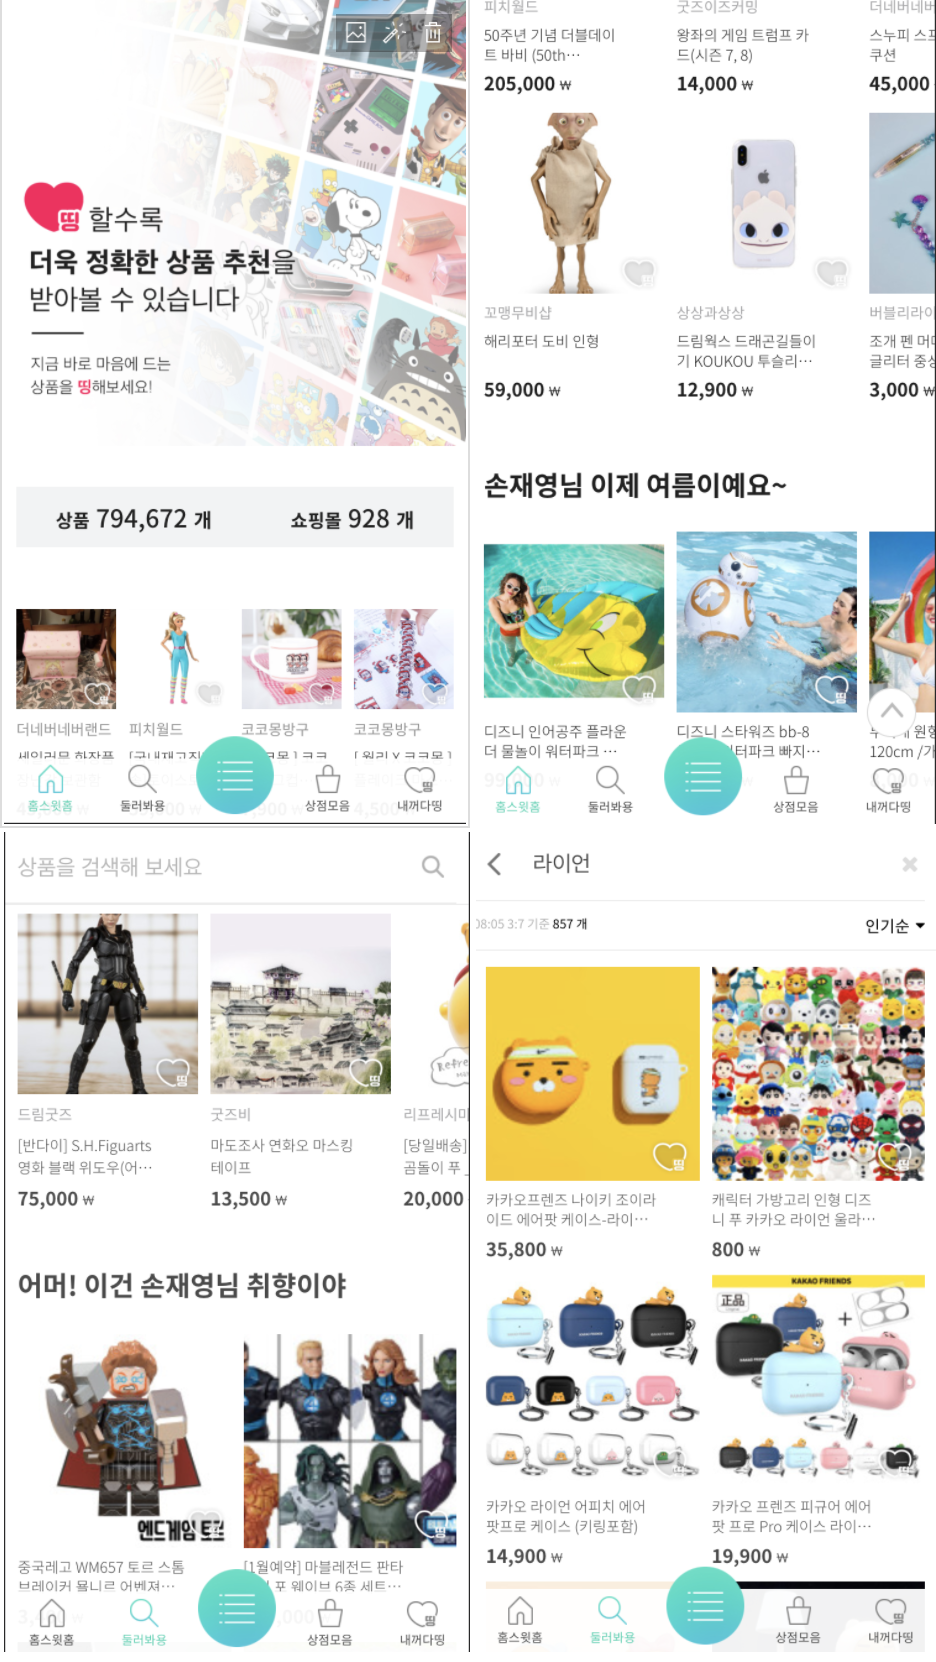 띵 할수록
더욱 정확한 상품 추천을
받아볼 수 있습니다
지금 바로 마음에 드는
상품을 띵해보세요!
상품 794,672 개
쇼핑몰 928 개
더네버네버랜드
피치월드
코코몽방구
코코몽방구
홈스윗홈
둘러봐용
상점모음
내꺼다띵
피치월드
굿즈이즈커밍
더네버네버
50주년 기념 더블데이
트 바비 (50th…
205,000 ₩
왕좌의 게임 트럼프 카
드(시즌 7, 8)
14,000 ₩
스누피 스프
쿠션
45,000
꼬맹무비샵
해리포터 도비 인형
59,000 ₩
상상과상상
드림웍스 드래곤길들이
기 KOUKOU 투슬리…
12,900 ₩
버블리라이
조개 펜 머미
글리터 중성
3,000 ₩
손재영님 이제 여름이예요~
디즈니 인어공주 플라운
더 물놀이 워터파크 …
디즈니 스타워즈 bb-8
터파크 빠지…
원형
120cm /개
홈스윗홈
둘러봐용
상점모음
내꺼다띵
상품을 검색해 보세요
드림굿즈
[반다이] S.H.Figuarts
영화 블랙 위도우(어…
75,000 ₩
굿즈비
마도조사 연화오 마스킹
테이프
13,500 ₩
리프레시미
[당일배송]
곰돌이 푸
20,000
어머! 이건 손재영님 취향이야
엔드게임 토르
중국레고 WM657 토르 스톰
브레이커 묠니르 어벤져…
[1월예약] 마블레전드 판타
포 웨이브 6종 세트…
홈스윗홈
둘러봐용
상점모음
내꺼다띵
라이언
08:05 3:7 기준 857 개
인기순
카카오프렌즈 나이키 조이라
이드 에어팟 케이스-라이…
35,800 ₩
캐릭터 가방고리 인형 디즈
니 푸 카카오 라이언 울라…
800 ₩
KAKAO FRIENDS
正品
카카오 라이언 어피치 에어
팟프로 케이스 (키링포함)
14,900 ₩
카카오 프렌즈 피규어 에어
팟 프로 Pro 케이스 라이…
19,900 ₩
홈스윗홈
둘러봐용
상점모음
내꺼다띵